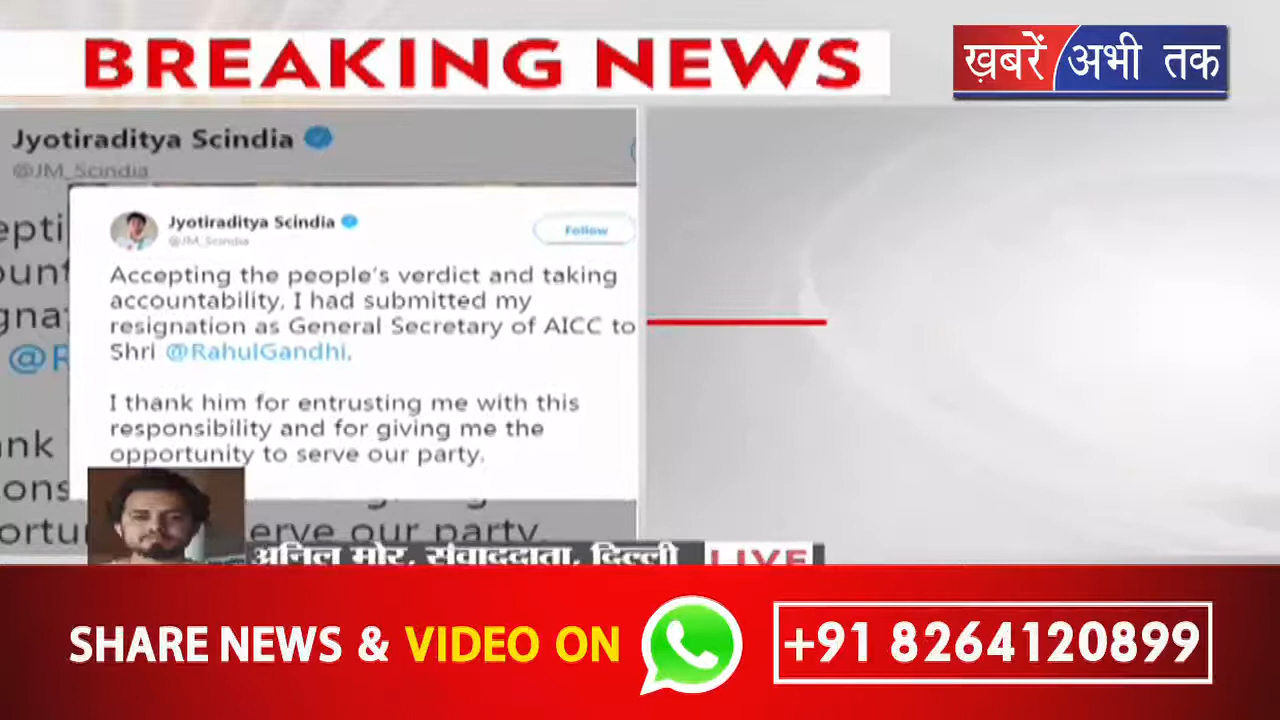 BREAKING NEWS
ख़बरें अभी तक
Jyotiraditya Scindia
@JM_Scindia
Jyotiraditya Scindia
@JM_Scindia
Follow
Accepting the people's verdict and taking
accountability, I had submitted my
resignation as General Secretary of AICC to
Shri @RahulGandhi.
I thank him for entrusting me with this
responsibility and for giving me the
opportunity to serve our party.
erve our party.
अनिल मोर, संवाददाता, दिल्ली LIVE
SHARE NEWS & VIDEO ON
+91 8264120899